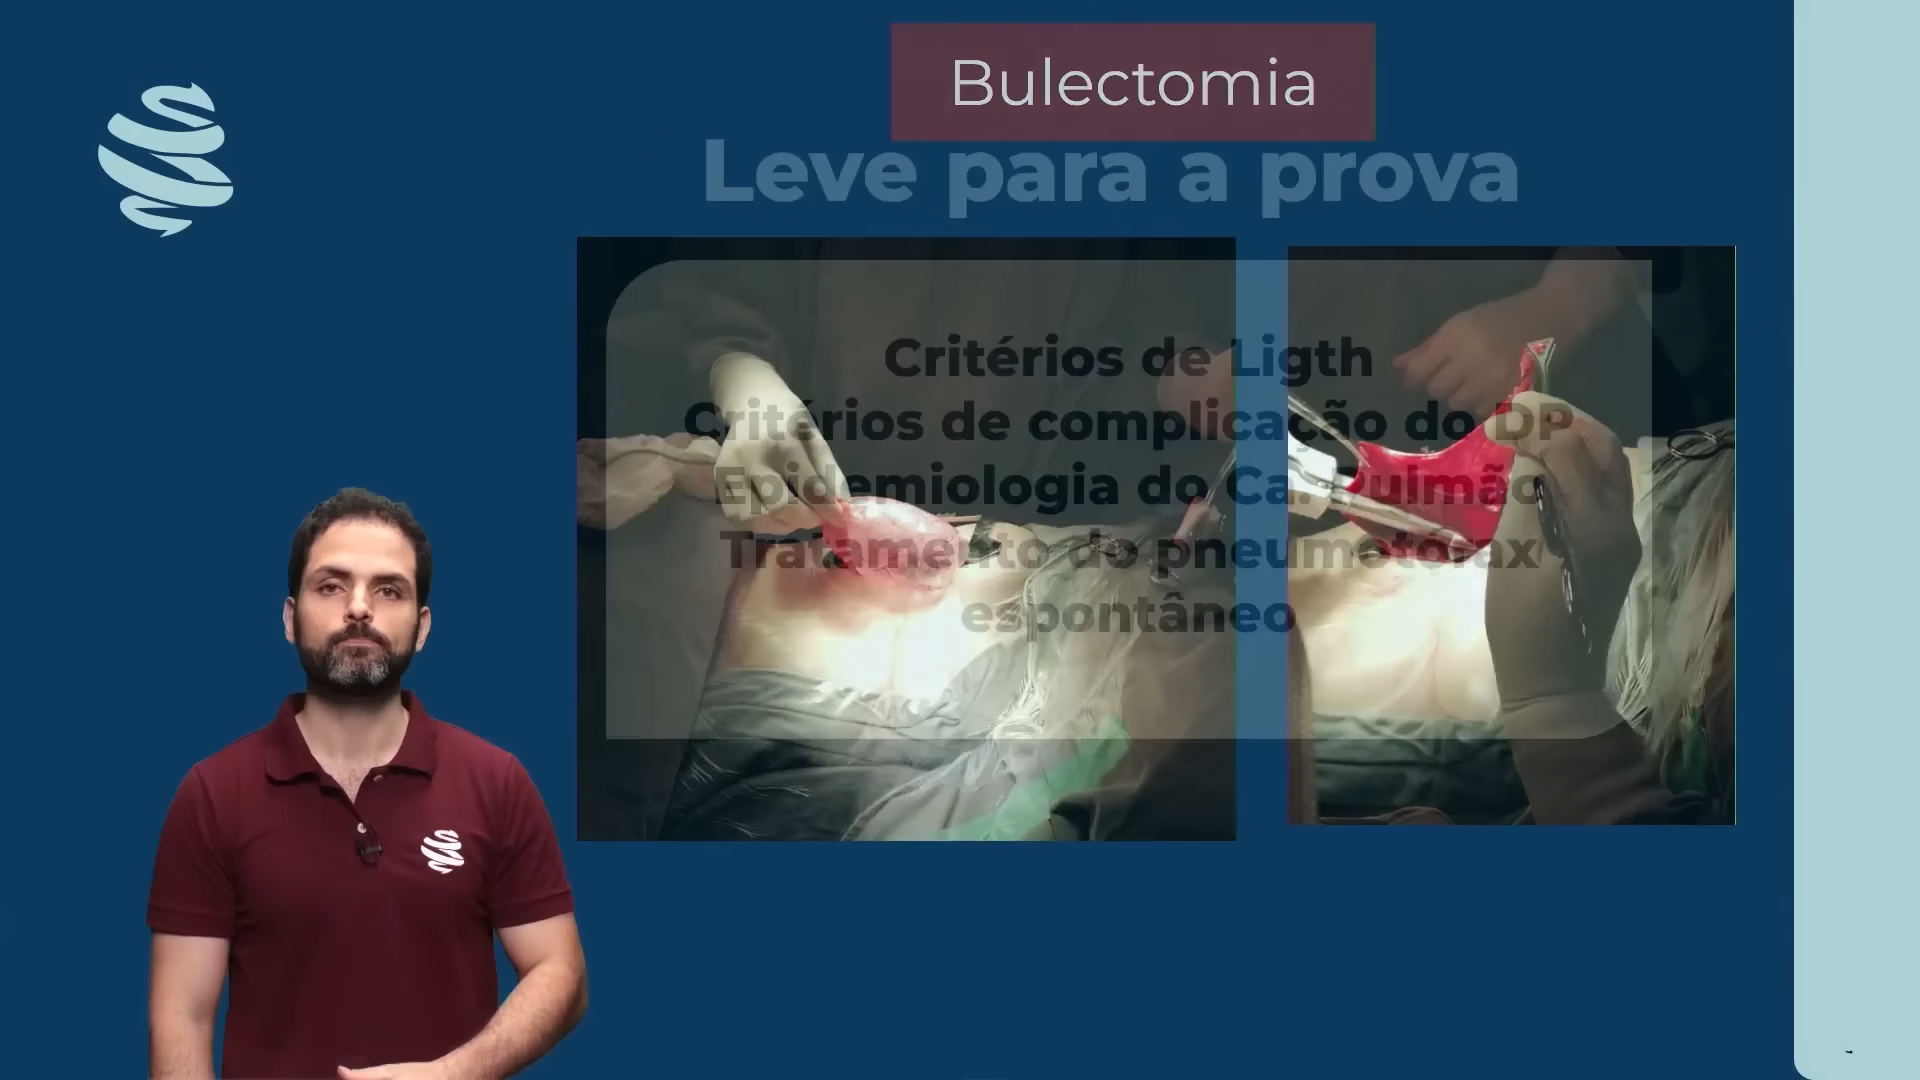 Bulectomia
Leve para a prova
Critérios de Ligth
Critérios de complicação do DP
Epidemiologia do Ca. Pulmão
Tratamento do pneumotórax
espontâneo